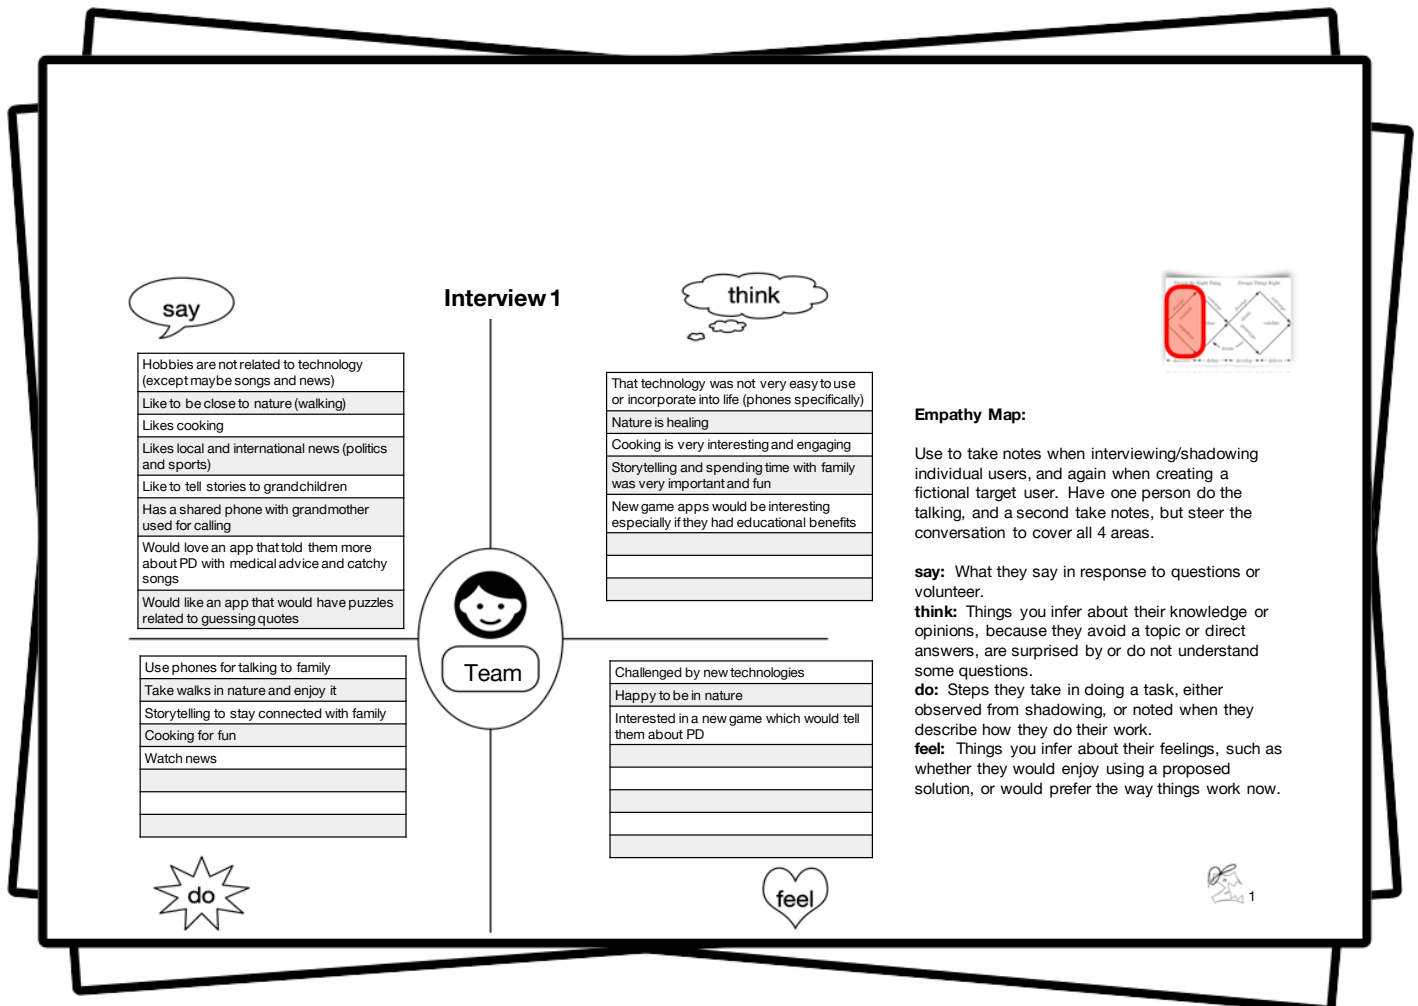 say
Interview 1
think
Hobbies are not related to technology
(except maybe songs and news)
Like to be close to nature (walking)
Likes cooking
Likes local and international news (politics
and sports)
Like to tell stories to grandchildren
Has a shared phone with grandmother
used for calling
Would love an app that told them more
about PD with medical advice and catchy
songs
Would like an app that would have puzzles
related to guessing quotes
That technology was not very easy to use
or incorporate into life (phones specifically)
Nature is healing
Cooking is very interesting and engaging
Storytelling and spending time with family
was very important and fun
New game apps would be interesting
especially if they had educational benefits
Team
Use phones for talking to family
Take walks in nature and enjoy it
Storytelling to stay connected with family
Cooking for fun
Watch news
Challenged by new technologies
Happy to be in nature
Interested in a new game which would tell
them about PD
do
feel
Design Things Right
Empathy Map:
Use to take notes when interviewing/shadowing
individual users, and again when creating a
fictional target user. Have one person do the
talking, and a second take notes, but steer the
conversation to cover all 4 areas.
say: What they say in response to questions or
volunteer.
think: Things you infer about their knowledge or
opinions, because they avoid a topic or direct
answers, are surprised by or do not understand
some questions.
do: Steps they take in doing a task, either
observed from shadowing, or noted when they
describe how they do their work.
feel: Things you infer about their feelings, such as
whether they would enjoy using a proposed
solution, or would prefer the way things work now.
1